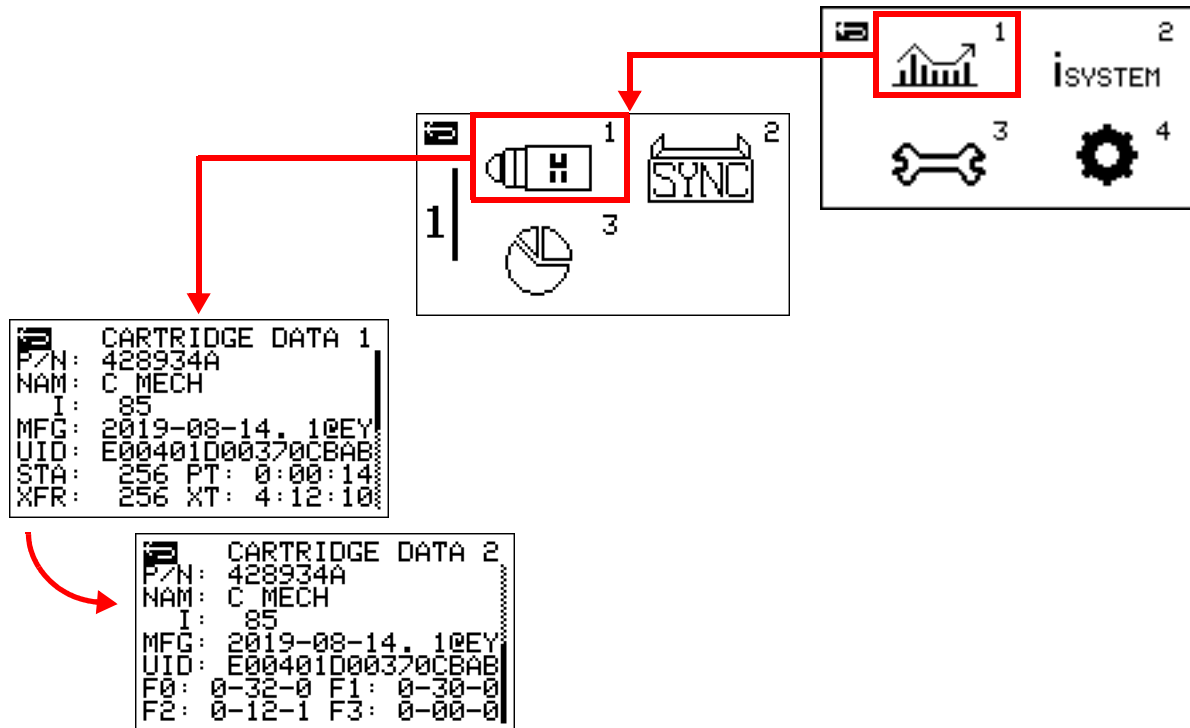 1
2
iSYSTEM
3
4
1
2
SYNC
1
3
CARTRIDGE DATA 1
P/N: 428934A
NAM: C MECH
I: 85
MFG: 2019-08-14. 1@EY
UID: E00401D00370CBAB
STA: 256 PT: 0:00:14
XFR: 256 XT: 4:12:10
CARTRIDGE DATA 2
P/N: 428934A
NAM: C MECH
I: 85
MFG: 2019-08-14. 1@EY
UID: E00401D00370CBAB
F0: 0-32-0 F1: 0-30-0
F2: 0-12-1 F3: 0-00-0